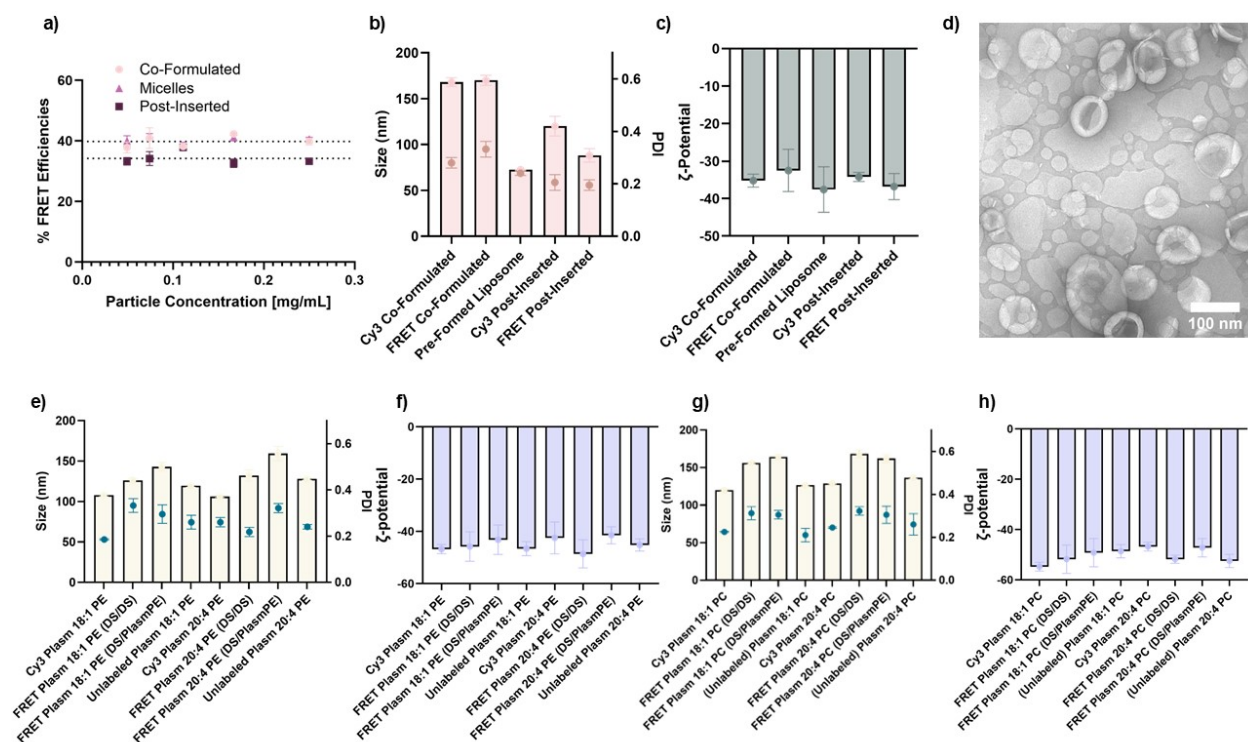 a)
Co-Formulated
Micelles
Post-Inserted
% FRET Efficiencies
60
40
20
0
0.0
0.1
0.2
0.3
Particle Concentration [mg/mL]
b)
Size (nm)
200
150
100
50
0
PDI
0.6
0.4
0.2
0.0
Cy3 Co-Formulated
FRET Co-Formulated
Pre-Formed Liposome
Cy3 Post-Inserted
FRET Post-Inserted
c)
ζ-Potential
0
-10
-20
-30
-40
-50
Cy3 Co-Formulated
FRET Co-Formulated
Pre-Formed Liposome
Cy3 Post-Inserted
FRET Post-Inserted
d)
100 nm
e)
Size (nm)
200
150
100
50
0
PDI
0.6
0.4
0.2
0.0
Cy3 Plasm 18:1 PE
FRET Plasm 18:1 PE (DS/DS)
FRET Plasm 18:1 PE (DS/PlasmPE)
Unlabeled Plasm 18:1 PE
Cy3 Plasm 20:4 PE
FRET Plasm 20:4 PE (DS/DS)
FRET Plasm 20:4 PE (DS/PlasmPE)
Unlabled Plasm 20:4 PE
f)
ζ-potential
0
-20
-40
-60
Cy3 Plasm 18:1 PE
FRET Plasm 18:1 PE (DS/DS)
FRET Plasm 18:1 PE (DS/PlasmPE)
Unlabeled Plasm 18:1 PE
Cy3 Plasm 20:4 PE
FRET Plasm 20:4 PE (DS/DS)
FRET Plasm 20:4 PE (DS/PlasmPE)
Unlabled Plasm 20:4 PE
g)
Size (nm)
200
150
100
50
0
PDI
0.6
0.4
0.2
0.0
Cy3 Plasm 18:1 PC
FRET Plasm 18:1 PC (DS/DS)
FRET Plasm 18:1 PC (DS/PlasmPE)
(Unlabeled) Plasm 18:1 PC
Cy3 Plasm 20:4 PC
FRET Plasm 20:4 PC (DS/DS)
FRET Plasm 20:4 PC (DS/PlasmPE)
(Unlabled) Plasm 20:4 PC
h)
ζ-potential
0
-20
-40
-60
Cy3 Plasm 18:1 PC
FRET Plasm 18:1 PC (DS/DS)
FRET Plasm 18:1 PC (DS/PlasmPE)
(Unlabeled) Plasm 18:1 PC
Cy3 Plasm 20:4 PC
FRET Plasm 20:4 PC (DS/DS)
FRET Plasm 20:4 PC (DS/PlasmPE)
(Unlabled) Plasm 20:4 PC